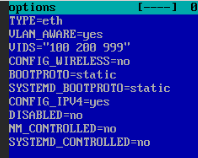 options [----] 0
TYPE=eth
VLAN_AWARE=yes
VIDS="100 200 999"
CONFIG_WIRELESS=no
BOOTPROTO=static
SYSTEMD_BOOTPROTO=static
CONFIG_IPV4=yes
DISABLED=no
NM_CONTROLLED=no
SYSTEMD_CONTROLLED=no